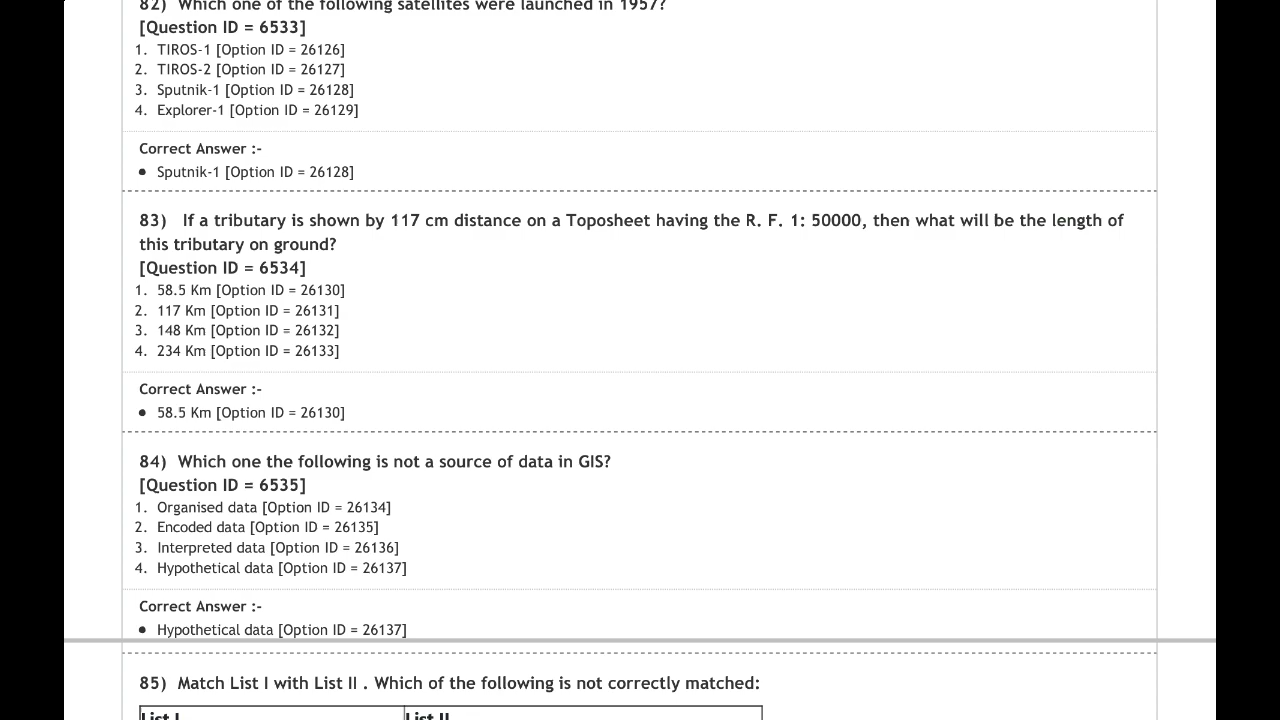 82) Which one of the following satellites were launched in 1957?
[Question ID = 6533]
1. TIROS-1 [Option ID = 26126]
2. TIROS-2 [Option ID = 26127]
3. Sputnik-1 [Option ID = 26128]
4. Explorer-1 [Option ID = 26129]
Correct Answer :-
• Sputnik-1 [Option ID = 26128]
83) If a tributary is shown by 117 cm distance on a Toposheet having the R. F. 1: 50000, then what will be the length of
this tributary on ground?
[Question ID = 6534]
1. 58.5 Km [Option ID = 26130]
2. 117 Km [Option ID = 26131]
3. 148 Km [Option ID = 26132]
4. 234 Km [Option ID = 26133]
Correct Answer :-
• 58.5 Km [Option ID = 26130]
84) Which one the following is not a source of data in GIS?
[Question ID = 6535]
1. Organised data [Option ID = 26134]
2. Encoded data [Option ID = 26135]
3. Interpreted data [Option ID = 26136]
4. Hypothetical data [Option ID = 26137]
Correct Answer :-
• Hypothetical data [Option ID = 26137]
85) Match List I with List II . Which of the following is not correctly matched:
List I List II